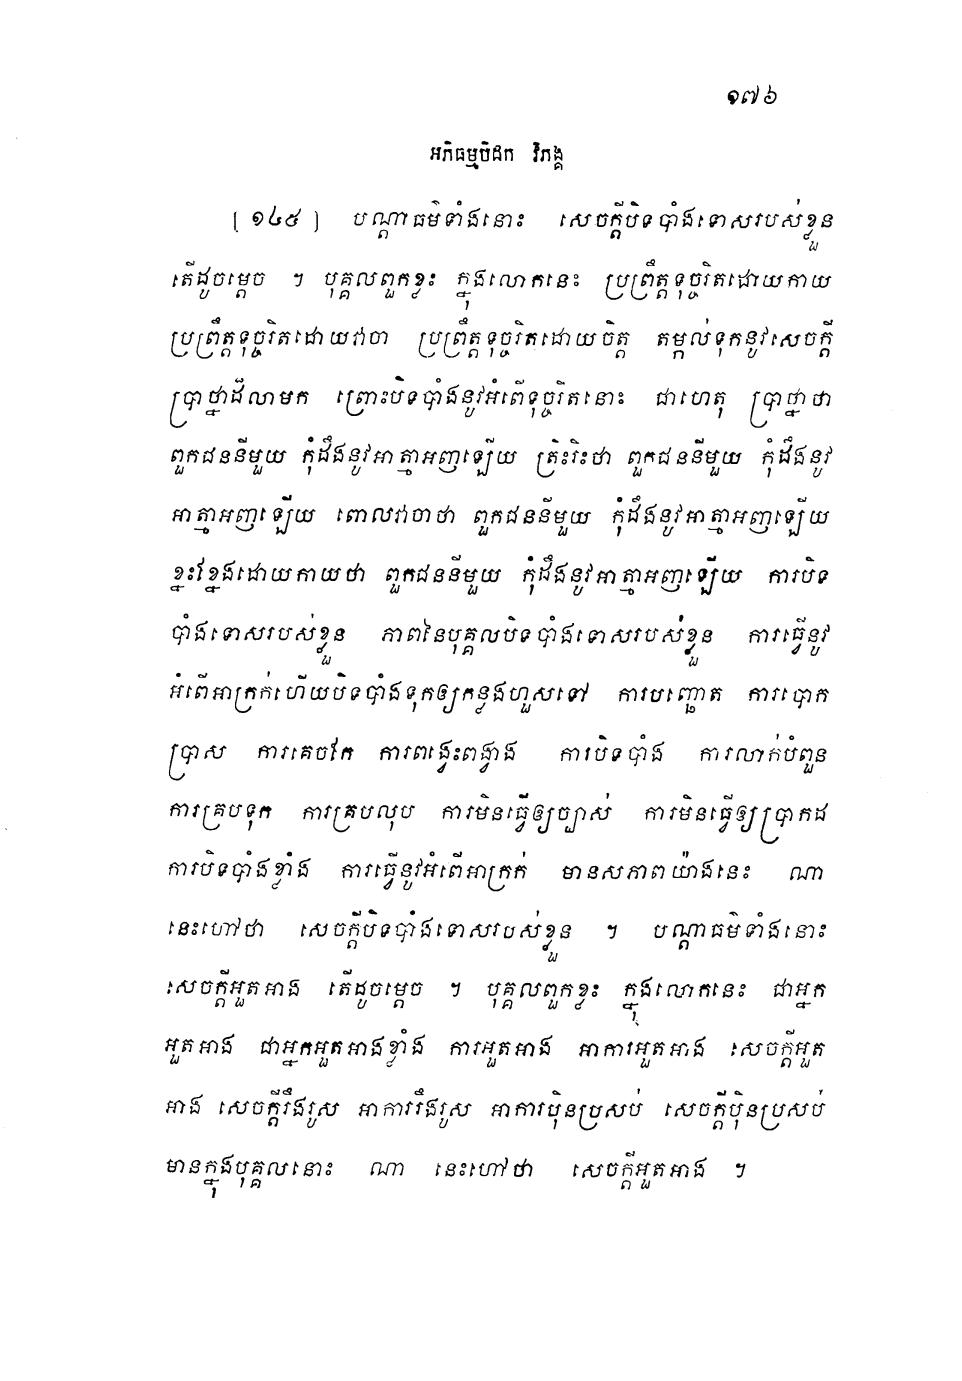 ១៧៦
អភិធម្មបិដក វិភង្គ
[ ១៤៥ ] បណ្តាធម៌ទាំងនោះ សេចក្តីបិទបាំងទោសរបស់ខ្លួន
តើដូចម្តេច ។ បុគ្គលពួកខ្លះ ក្នុងលោកនេះ ប្រព្រឹត្តទុច្ចរិតដោយកាយ
ប្រព្រឹត្តទុច្ចរិតដោយវាចា ប្រព្រឹត្តទុច្ចរិតដោយចិត្ត តម្កល់ទុកនូវសេចក្តី
ប្រាថ្នាដ៏លាមក ព្រោះបិទបាំងនូវអំពើទុច្ចរិតនោះ ជាហេតុ ប្រាថ្នាថា
ពួកជននីមួយ កុំដឹងនូវអាត្មាអញឡើយ ត្រិះរិះថា ពួកជននីមួយ កុំដឹងនូវ
អាត្មាអញឡើយ ពោលវាចាថា ពួកជននីមួយ កុំដឹងនូវអាត្មាអញឡើយ
ខ្នះខ្នែងដោយកាយថា ពួកជននីមួយ កុំដឹងនូវអាត្មាអញឡើយ ការបិទ
បាំងទោសរបស់ខ្លួន ភាពនៃបុគ្គលបិទបាំងទោសរបស់ខ្លួន ការធ្វើនូវ
អំពើអាក្រក់ហើយបិទបាំងទុកឲ្យកន្លងហួសទៅ ការបញ្ឆោត ការបោក
ប្រាស ការគេចកែ ការពង្វេះពង្វាង ការបិទបាំង ការលាក់បំពួន
ការគ្របទុក ការគ្របលុប ការមិនធ្វើឲ្យច្បាស់ ការមិនធ្វើឲ្យប្រាកដ
ការបិទបាំងខ្លាំង ការធ្វើនូវអំពើអាក្រក់ មានសភាពយ៉ាងនេះ ណា
នេះហៅថា សេចក្តីបិទបាំងទោសរបស់ខ្លួន ។ បណ្តាធម៌ទាំងនោះ
សេចក្តីអួតអាង តើដូចម្តេច ។ បុគ្គលពួកខ្លះ ក្នុងលោកនេះ ជាអ្នក
អួតអាង ជាអ្នកអួតអាងខ្លាំង ការអួតអាង អាការអួតអាង សេចក្តីអួត
អាង សេចក្តីរឹងរូស អាការរឹងរូស អាការប៉ិនប្រសប់ សេចក្តីប៉ិនប្រសប់
មានក្នុងបុគ្គលនោះ ណា នេះហៅថា សេចក្តីអួតអាង ។